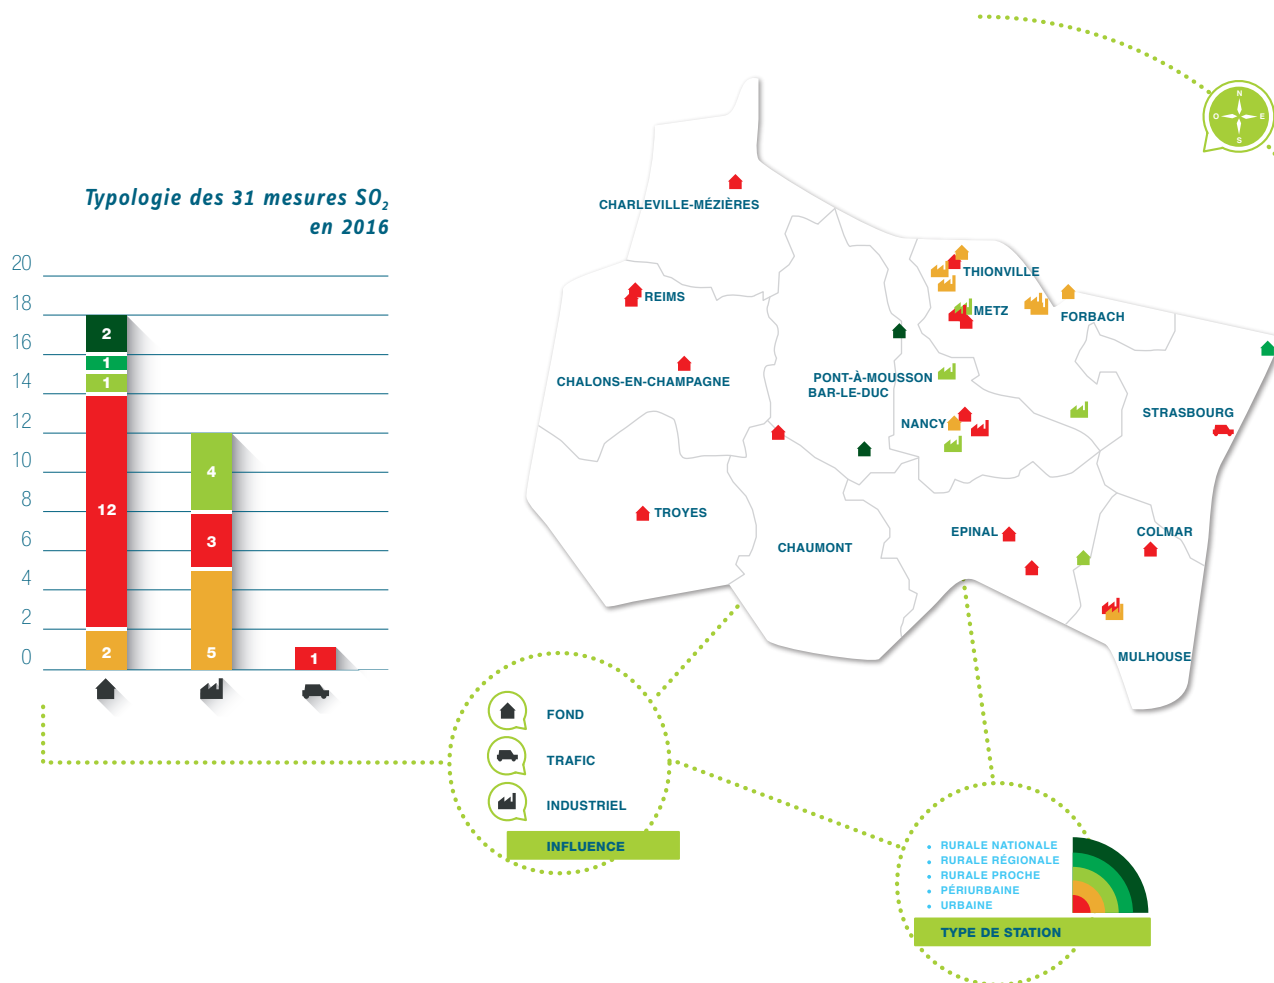 Typologie des 31 mesures SO₂
en 2016
20
18
16
14
12
10
8
6
4
2
0
2
1
1
12
2
4
3
5
1
N
O
E
S
CHARLEVILLE-MÉZIÈRES
THIONVILLE
REIMS
METZ
FORBACH
CHALONS-EN-CHAMPAGNE
PONT-À-MOUSSON
BAR-LE-DUC
STRASBOURG
NANCY
TROYES
EPINAL
COLMAR
CHAUMONT
MULHOUSE
FOND
TRAFIC
INDUSTRIEL
INFLUENCE
• RURALE NATIONALE
• RURALE RÉGIONALE
• RURALE PROCHE
• PÉRIURBAINE
• URBAINE
TYPE DE STATION